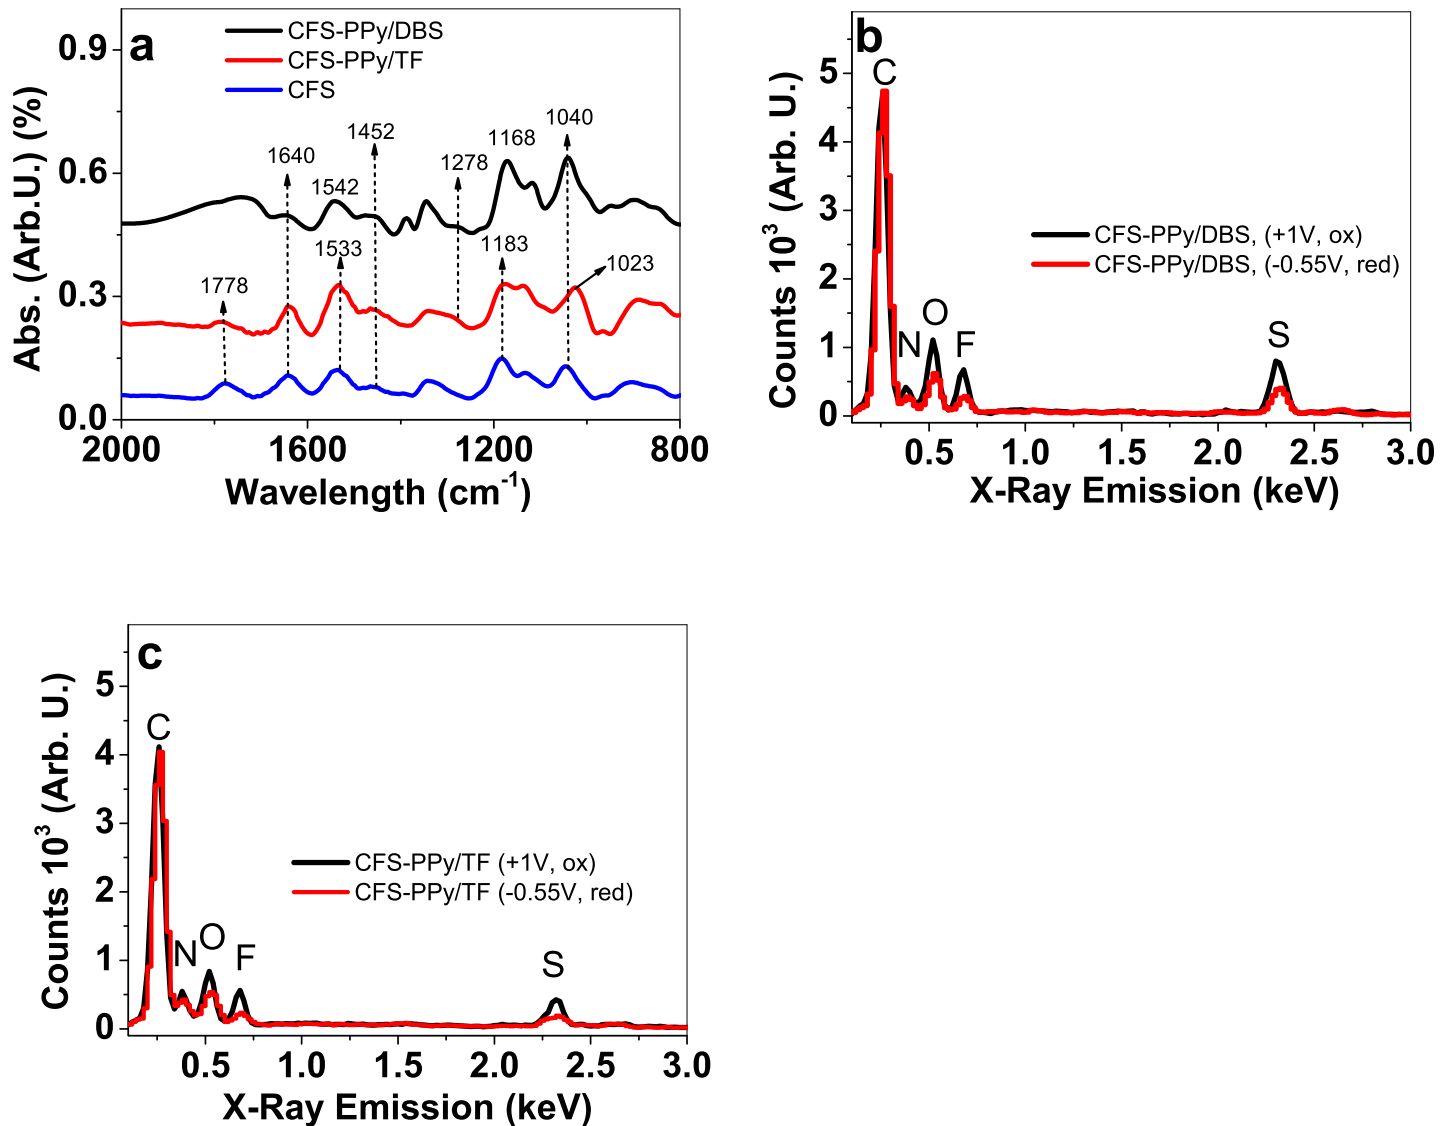 a
CFS-PPy/DBS
CFS-PPy/TF
CFS
Abs. (Arb.U.) (%)
0.9
0.6
0.3
0.0
1640
1542
1452
1278
1168
1040
1778
1533
1183
1023
2000
1600
1200
800
Wavelength (cm⁻¹)
b
Counts 10³ (Arb. U.)
5
4
3
2
1
0
C
N
O
F
S
CFS-PPy/DBS, (+1V, ox)
CFS-PPy/DBS, (-0.55V, red)
0.5
1.0
1.5
2.0
2.5
3.0
X-Ray Emission (keV)
c
Counts 10³ (Arb. U.)
5
4
3
2
1
0
C
N
O
F
S
CFS-PPy/TF (+1V, ox)
CFS-PPy/TF (-0.55V, red)
0.5
1.0
1.5
2.0
2.5
3.0
X-Ray Emission (keV)